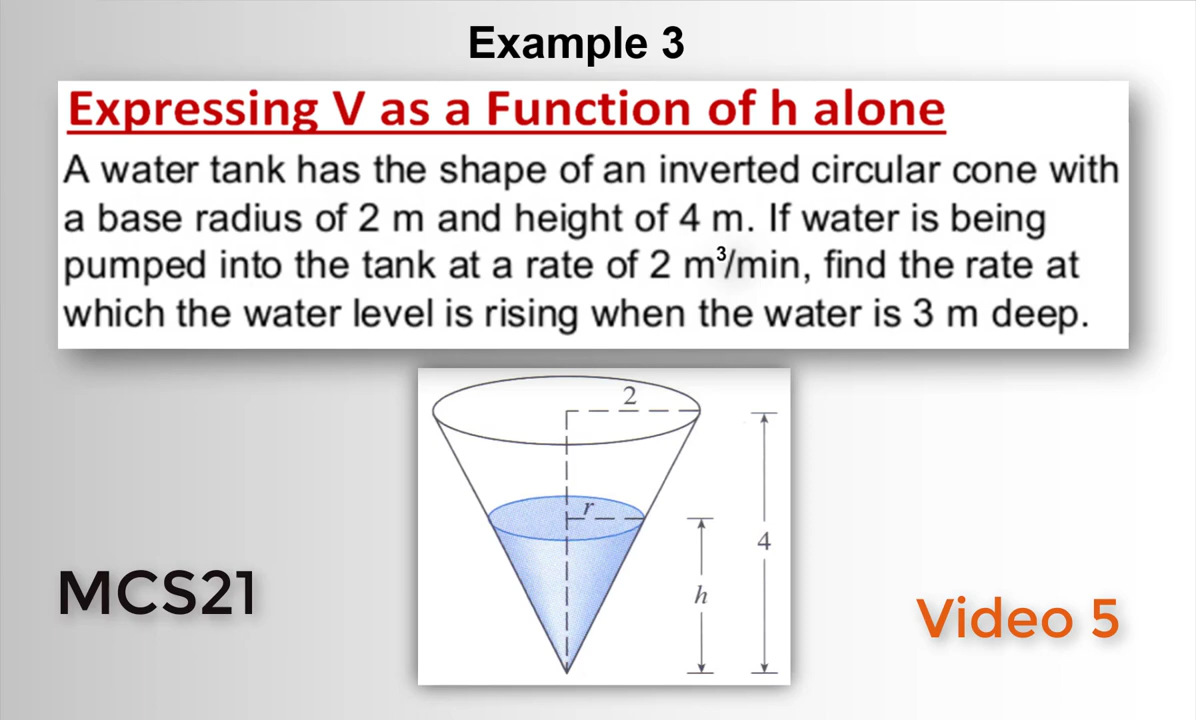 Example 3
Expressing V as a Function of h alone
A water tank has the shape of an inverted circular cone with
a base radius of 2 m and height of 4 m. If water is being
pumped into the tank at a rate of 2 m³/min, find the rate at
which the water level is rising when the water is 3 m deep.
2
r
4
h
MCS21
Video 5